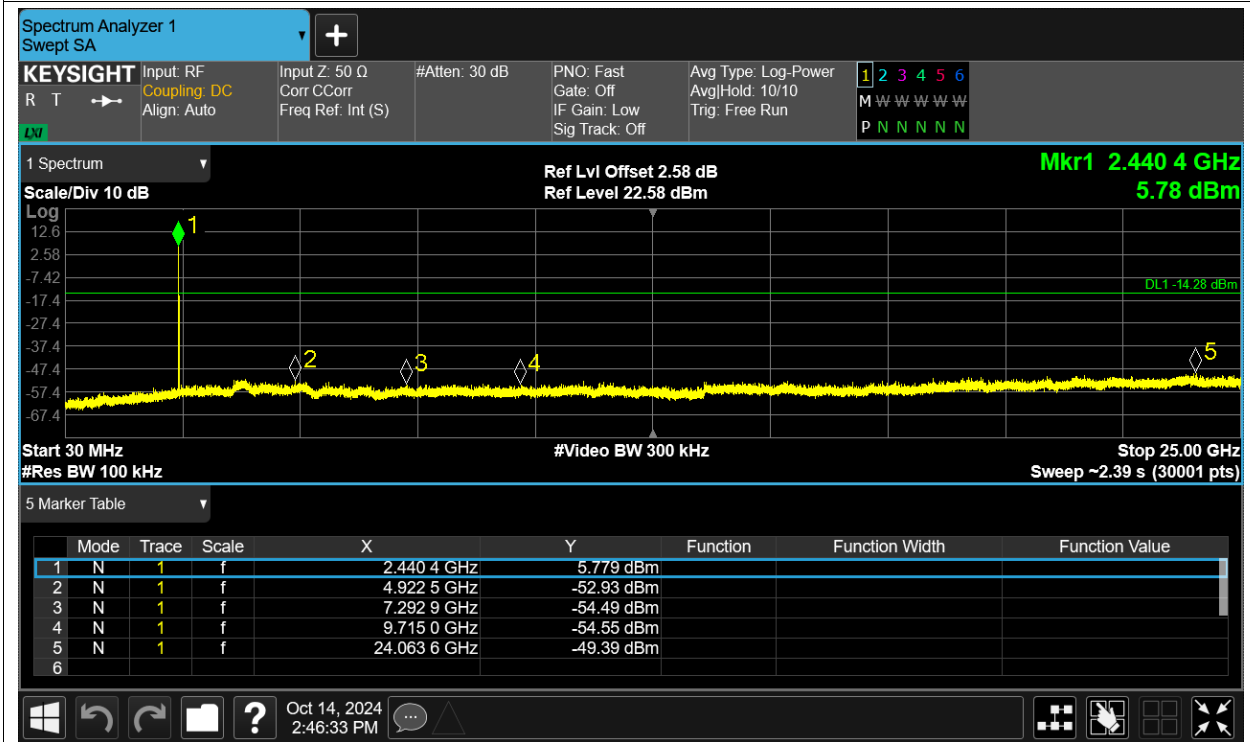 Spectrum Analyzer 1
Swept SA
+
KEYSIGHT
R T
LXI
Input: RF
Coupling: DC
Align: Auto
Input Z: 50 Ω
Corr CCorr
Freq Ref: Int (S)
#Atten: 30 dB
PNO: Fast
Gate: Off
IF Gain: Low
Sig Track: Off
Avg Type: Log-Power
Avg|Hold: 10/10
Trig: Free Run
1 2 3 4 5 6
M W W W W W
P N N N N N
1 Spectrum
Scale/Div 10 dB
Ref Lvl Offset 2.58 dB
Ref Level 22.58 dBm
Mkr1 2.440 4 GHz
5.78 dBm
Log
12.6
2.58
-7.42
-17.4
-27.4
-37.4
-47.4
-57.4
-67.4
1
2
3
4
5
DL1 -14.28 dBm
Start 30 MHz
#Video BW 300 kHz
Stop 25.00 GHz
#Res BW 100 kHz
Sweep ~2.39 s (30001 pts)
5 Marker Table
Mode Trace Scale X Y Function Function Width Function Value
1 N 1 f 2.440 4 GHz 5.779 dBm
2 N 1 f 4.922 5 GHz -52.93 dBm
3 N 1 f 7.292 9 GHz -54.49 dBm
4 N 1 f 9.715 0 GHz -54.55 dBm
5 N 1 f 24.063 6 GHz -49.39 dBm
6
?
Oct 14, 2024
2:46:33 PM